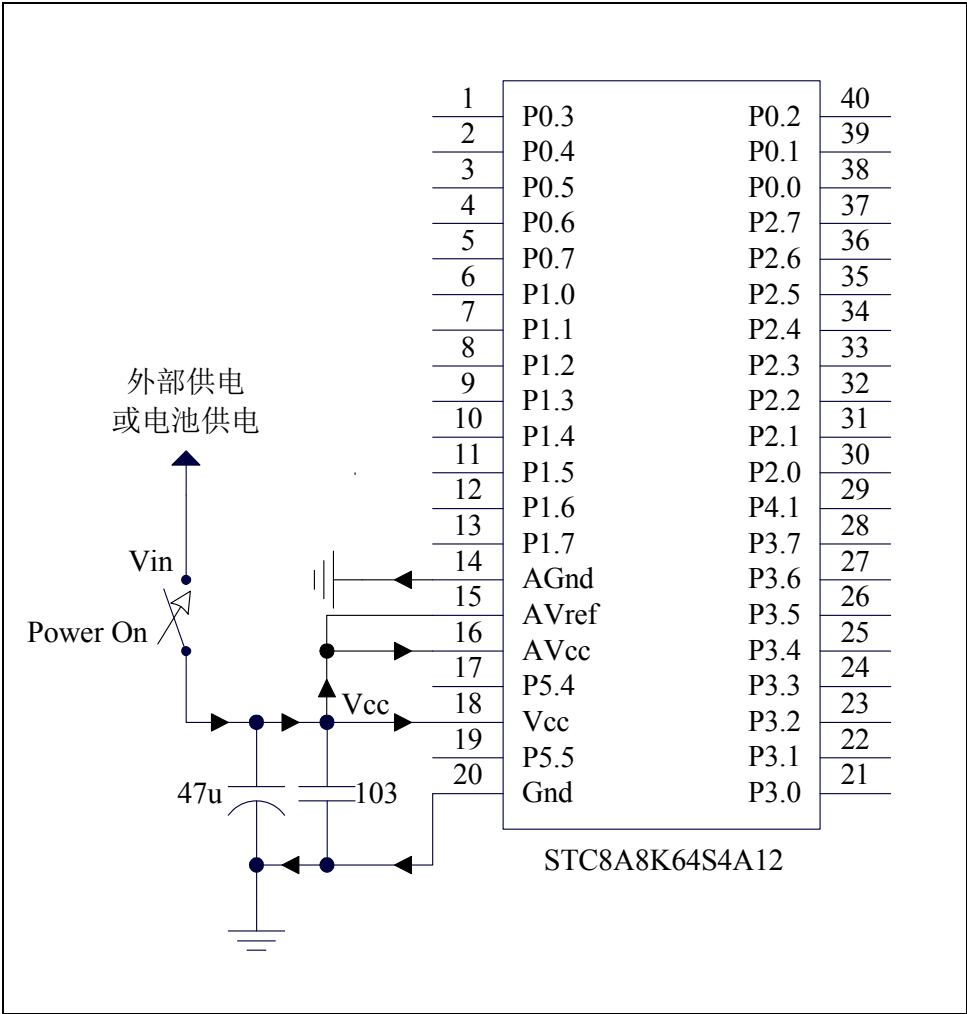 1 P0.3 P0.2 40
2 P0.4 P0.1 39
3 P0.5 P0.0 38
4 P0.6 P2.7 37
5 P0.7 P2.6 36
6 P1.0 P2.5 35
7 P1.1 P2.4 34
8 P1.2 P2.3 33
9 P1.3 P2.2 32
10 P1.4 P2.1 31
11 P1.5 P2.0 30
12 P1.6 P4.1 29
13 P1.7 P3.7 28
14 AGnd P3.6 27
15 AVref P3.5 26
16 AVcc P3.4 25
17 P5.4 P3.3 24
18 Vcc P3.2 23
19 P5.5 P3.1 22
20 Gnd P3.0 21
STC8A8K64S4A12
外部供电
或电池供电
Vin
Power On
Vcc
47u
103